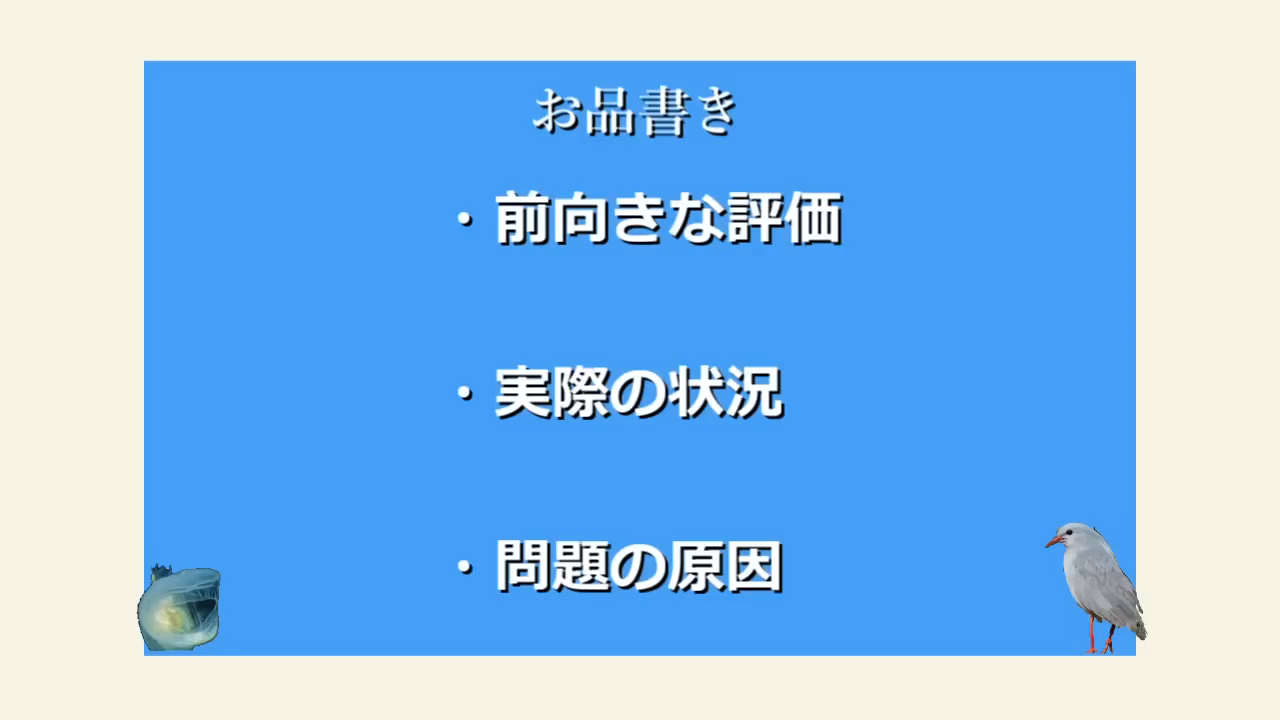 お品書き
・前向きな評価
・実際の状況
・問題の原因